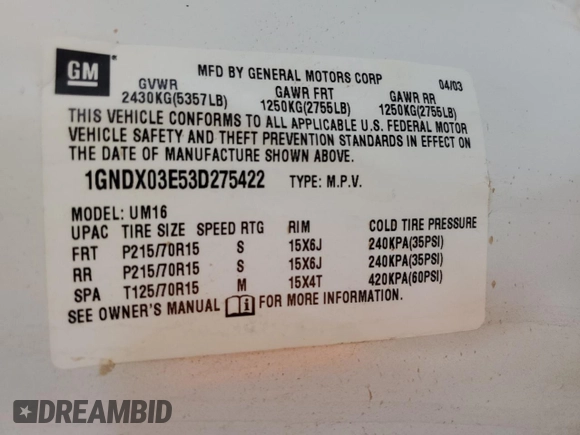 GM
MFD BY GENERAL MOTORS CORP 04/03
GVWR GAWR FRT GAWR RR
2430KG(5357LB) 1250KG(2755LB) 1250KG(2755LB)
THIS VEHICLE CONFORMS TO ALL APPLICABLE U.S. FEDERAL MOTOR
VEHICLE SAFETY AND THEFT PREVENTION STANDARDS IN EFFECT ON
THE DATE OF MANUFACTURE SHOWN ABOVE.
1GNDX03E53D275422 TYPE: M.P.V.
MODEL: UM16
UPAC TIRE SIZE SPEED RTG RIM COLD TIRE PRESSURE
FRT P215/70R15 S 15X6J 240KPA(35PSI)
RR P215/70R15 S 15X6J 240KPA(35PSI)
SPA T125/70R15 M 15X4T 420KPA(60PSI)
SEE OWNER'S MANUAL FOR MORE INFORMATION.
DREAMBID